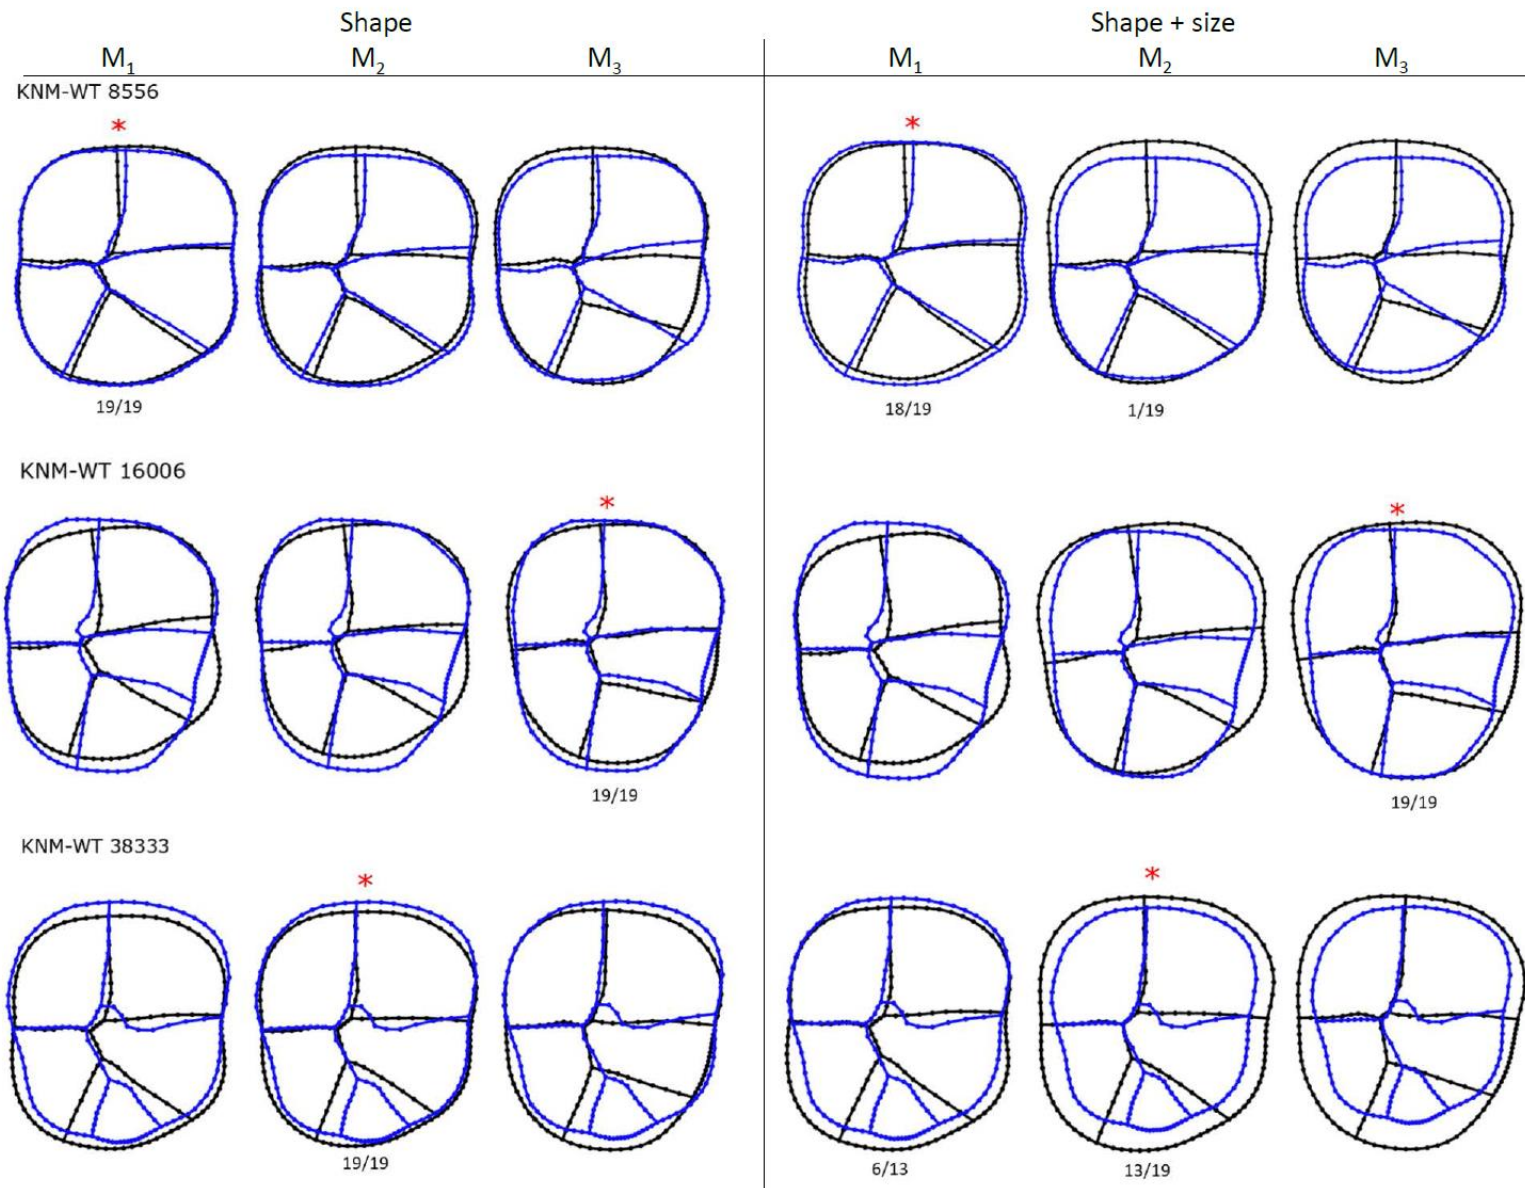 Shape Shape + size
M1 M2 M3 M1 M2 M3
KNM-WT 8556
* *
19/19 18/19 1/19
KNM-WT 16006
* *
19/19 19/19
KNM-WT 38333
* *
19/19 6/13 13/19